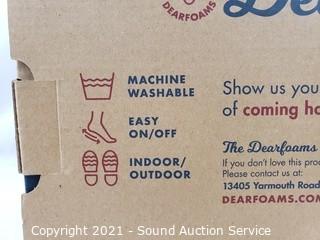 DEARFOAMS
MACHINE
WASHABLE
EASY
ON/OFF
INDOOR/
OUTDOOR
Show us you
of coming ho
The Dearfoams
If you don't love this prod
Please contact us at:
13405 Yarmouth Road
DEARFOAMS.COM
Copyright 2021 - Sound Auction Service